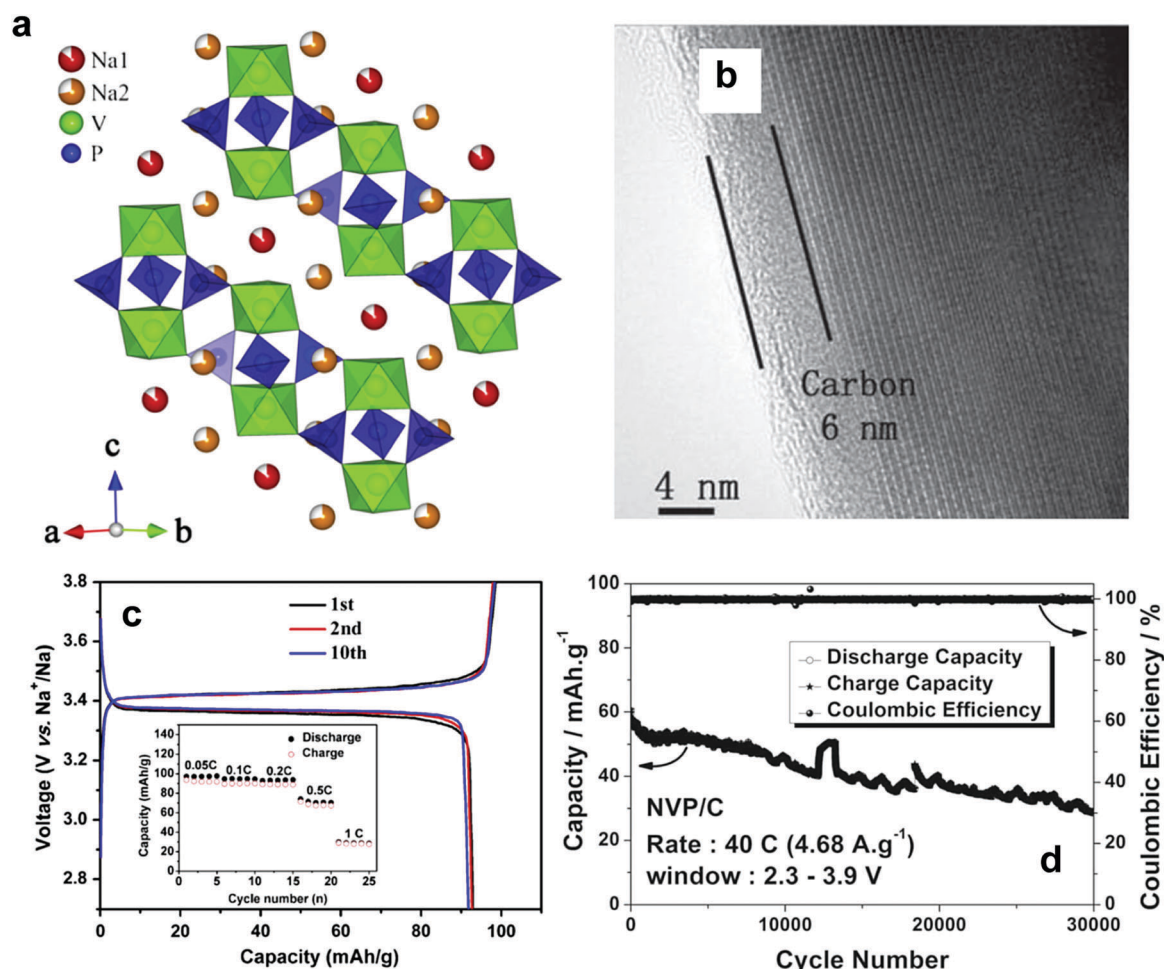 a
Na1
Na2
V
P
c
a
b
b
Carbon
6 nm
4 nm
c
3.8
3.6
3.4
3.2
3.0
2.8
Voltage (V vs. Na⁺/Na)
1st
2nd
10th
Discharge
Charge
140
120
100
80
60
40
20
0
Capacity (mAh/g)
0.05C
0.1C
0.2C
0.5C
1 C
0 5 10 15 20 25
Cycle number (n)
0 20 40 60 80 100
Capacity (mAh/g)
100
80
60
40
20
0
Capacity / mAh.g⁻¹
Discharge Capacity
Charge Capacity
Coulombic Efficiency
NVP/C
Rate : 40 C (4.68 A.g⁻¹)
window : 2.3 - 3.9 V
d
100
80
60
40
20
0
Coulombic Efficiency / %
0 10000 20000 30000
Cycle Number